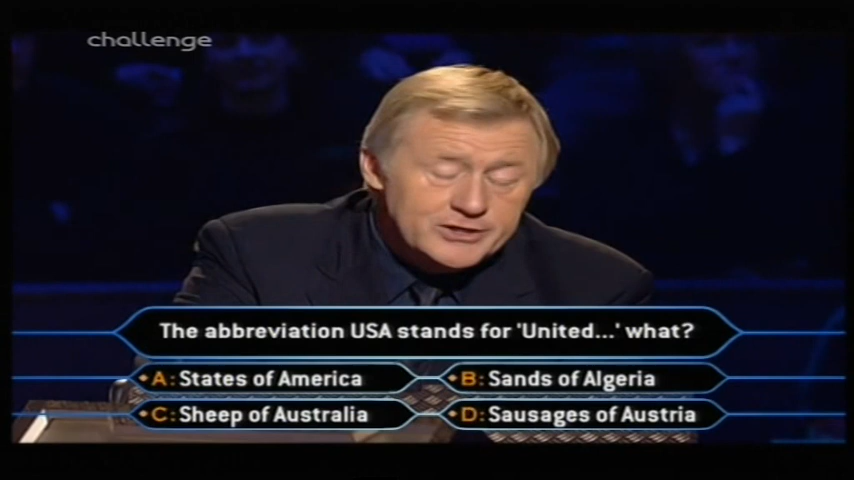 challenge
The abbreviation USA stands for 'United...' what?
A: States of America
B: Sands of Algeria
C: Sheep of Australia
D: Sausages of Austria